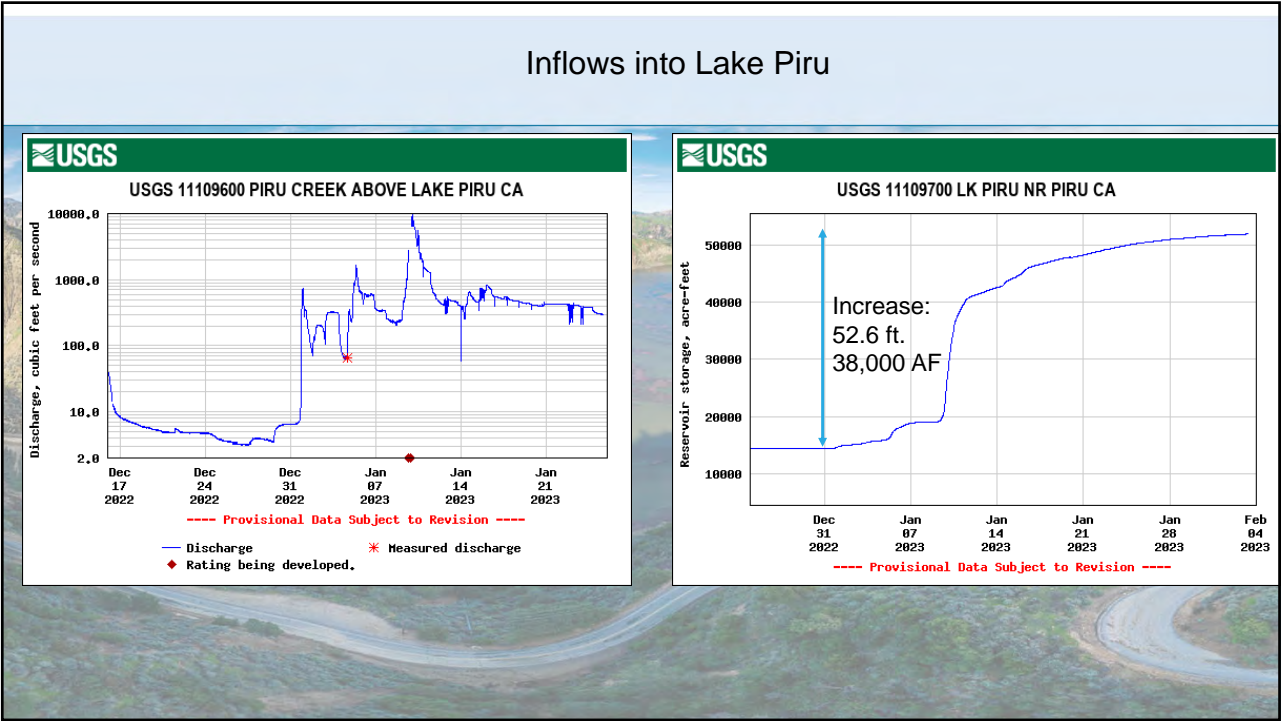 Inflows into Lake Piru
USGS
USGS 11109600 PIRU CREEK ABOVE LAKE PIRU CA
Discharge, cubic feet per second
10000.0
1000.0
100.0
10.0
2.0
Dec Dec Dec Jan Jan Jan
17 24 31 07 14 21
2022 2022 2022 2023 2023 2023
---- Provisional Data Subject to Revision ----
Discharge
Measured discharge
Rating being developed.
USGS
USGS 11109700 LK PIRU NR PIRU CA
Reservoir storage, acre-feet
50000
40000
30000
20000
10000
Increase:
52.6 ft.
38,000 AF
Dec Jan Jan Jan Jan Feb
31 07 14 21 28 04
2022 2023 2023 2023 2023 2023
---- Provisional Data Subject to Revision ----